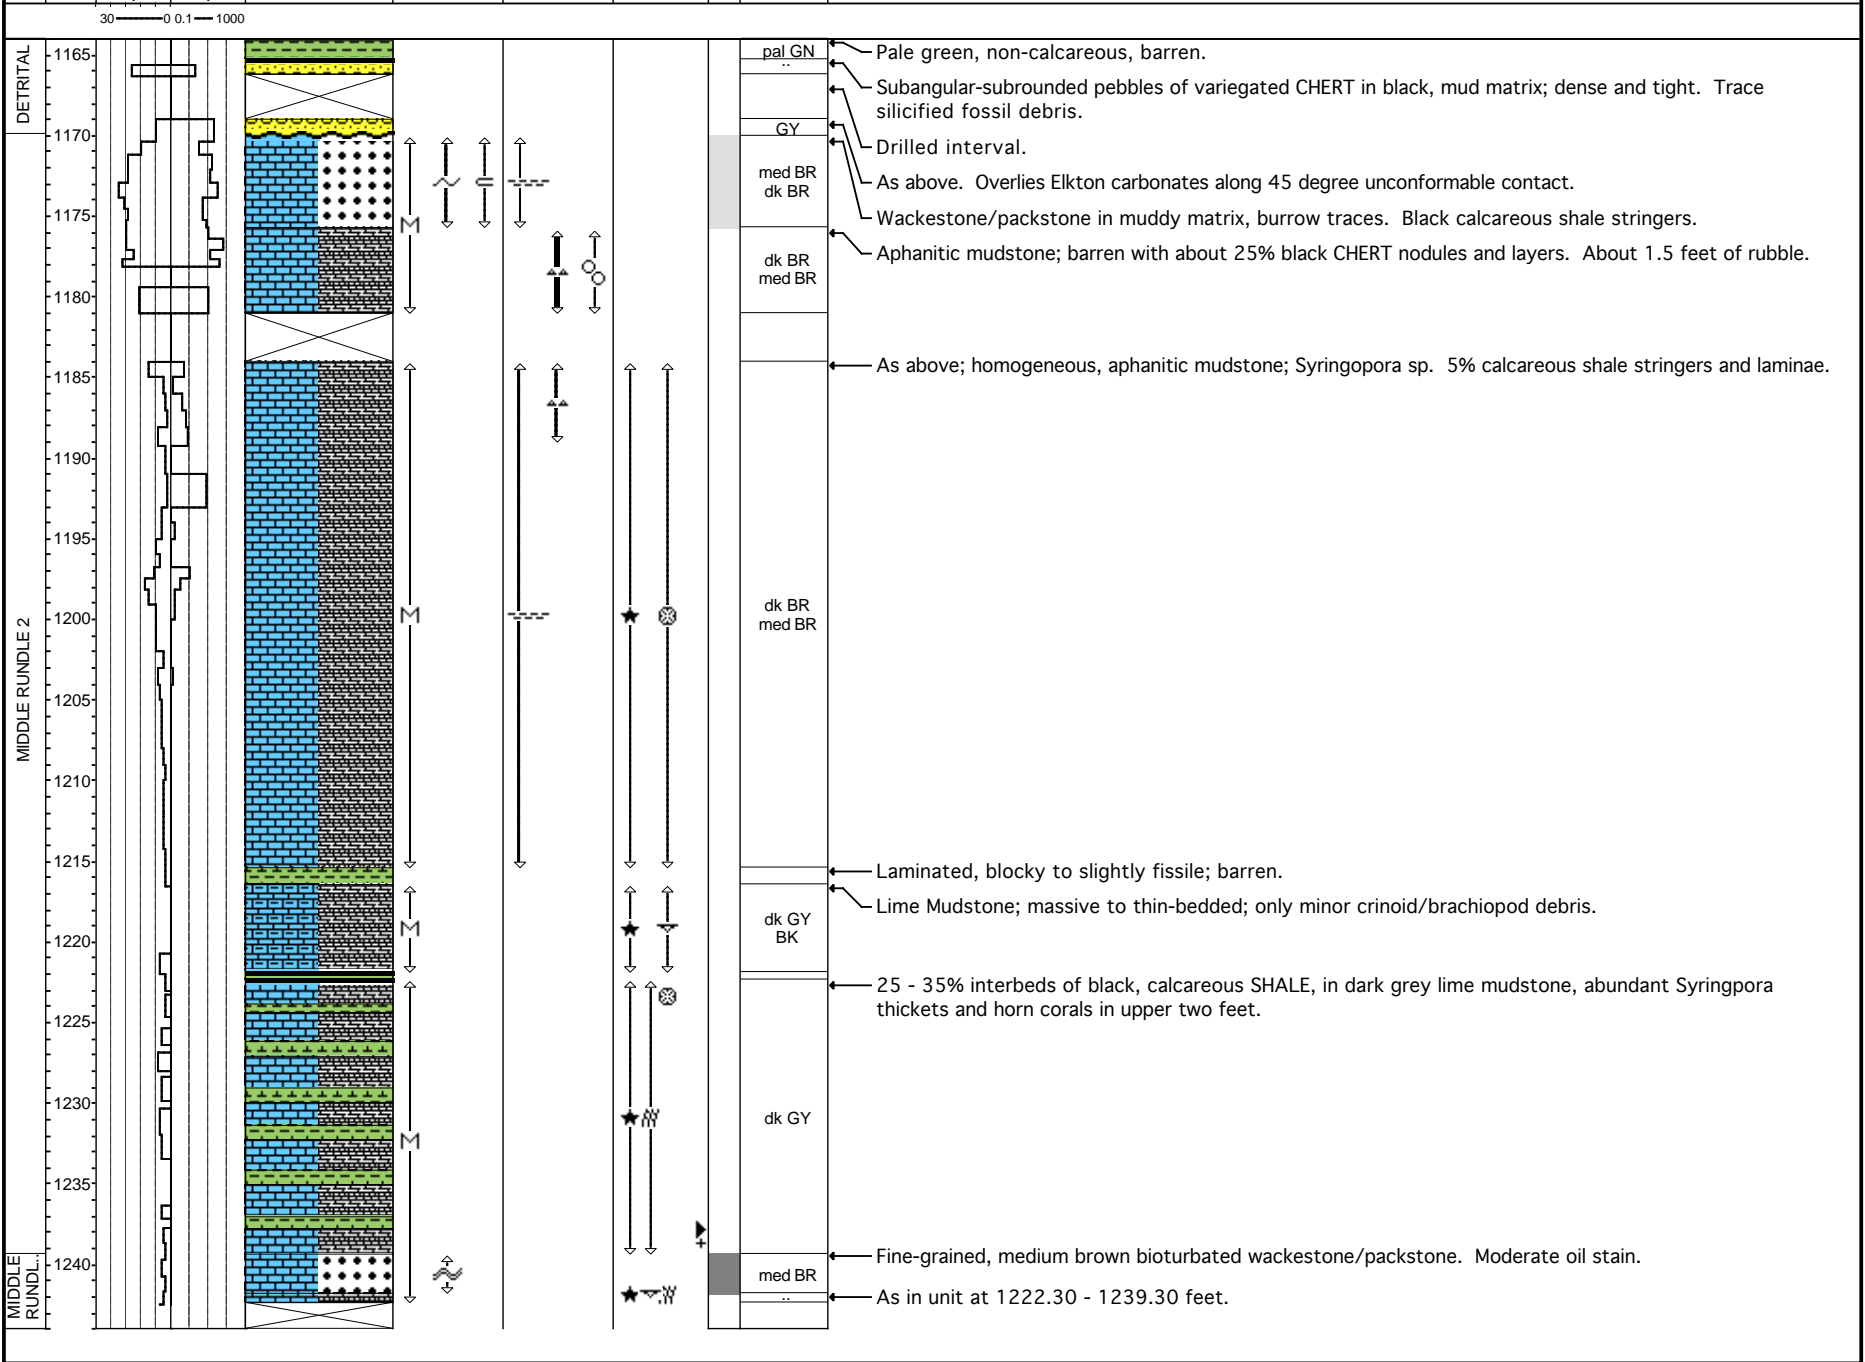 30 0 0.1 1000
DETRITAL
MIDDLE RUNDLE 2
MIDDLE
RUNDL..
1165
1170
1175
1180
1185
1190
1195
1200
1205
1210
1215
1220
1225
1230
1235
1240
M
M
M
M
pal GN
..
GY
med BR
dk BR
dk BR
med BR
dk BR
med BR
dk GY
BK
dk GY
med BR
..
Pale green, non-calcareous, barren.
Subangular-subrounded pebbles of variegated CHERT in black, mud matrix; dense and tight. Trace
silicified fossil debris.
Drilled interval.
As above. Overlies Elkton carbonates along 45 degree unconformable contact.
Wackestone/packstone in muddy matrix, burrow traces. Black calcareous shale stringers.
Aphanitic mudstone; barren with about 25% black CHERT nodules and layers. About 1.5 feet of rubble.
As above; homogeneous, aphanitic mudstone; Syringopora sp. 5% calcareous shale stringers and laminae.
Laminated, blocky to slightly fissile; barren.
Lime Mudstone; massive to thin-bedded; only minor crinoid/brachiopod debris.
25 - 35% interbeds of black, calcareous SHALE, in dark grey lime mudstone, abundant Syringpora
thickets and horn corals in upper two feet.
Fine-grained, medium brown bioturbated wackestone/packstone. Moderate oil stain.
As in unit at 1222.30 - 1239.30 feet.